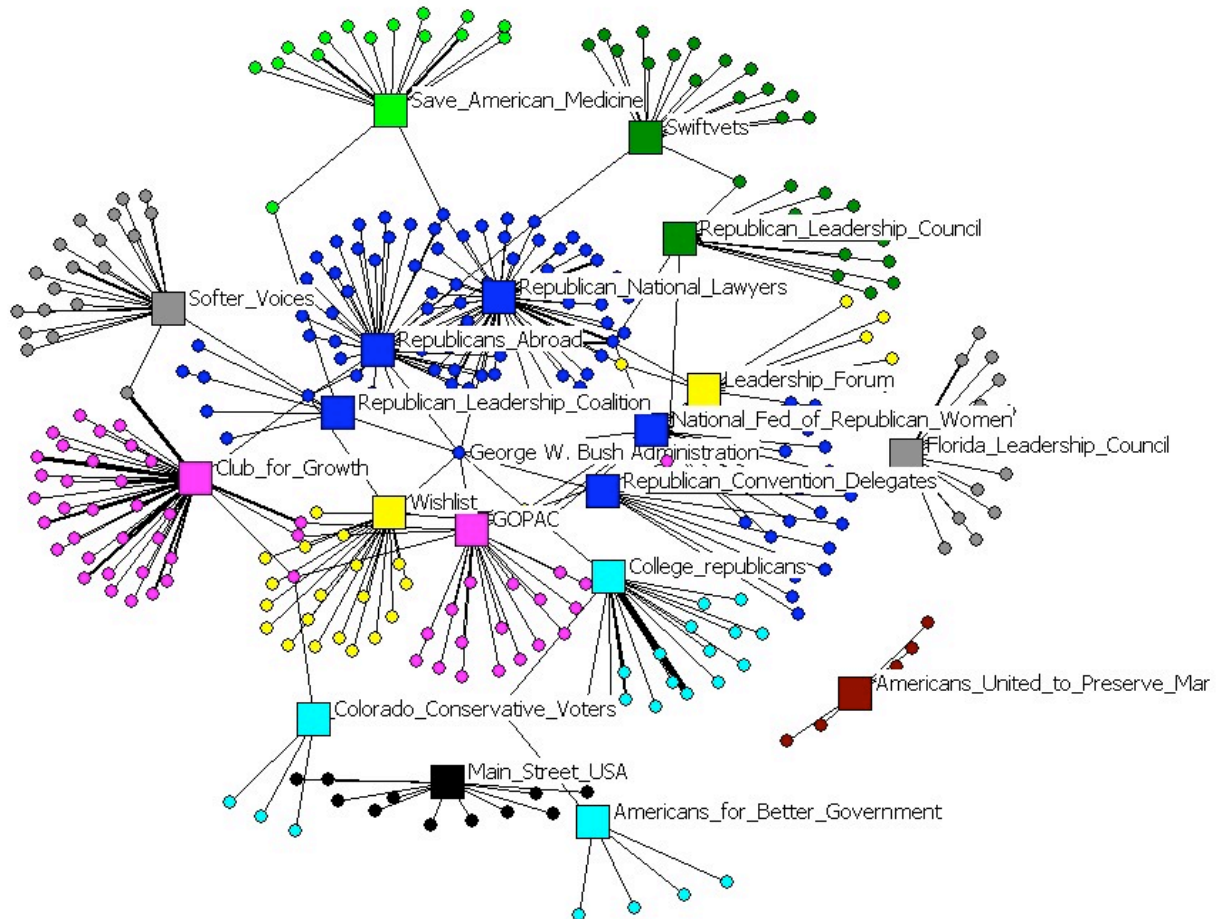 Save_American_Medicine
Swiftvets
Republican_Leadership_Council
Softer_Voices
Republican_National_Lawyers
Republicans_Abroad
Leadership_Forum
Republican_Leadership_Coalition
National_Fed_of_Republican_Women
Florida_Leadership_Council
George W. Bush Administration
Club_for_Growth
Republican_Convention_Delegates
Wishlist
GOPAC
College_republicans
Americans_United_to_Preserve_Mar
Colorado_Conservative_Voters
Main_Street_USA
Americans_for_Better_Government